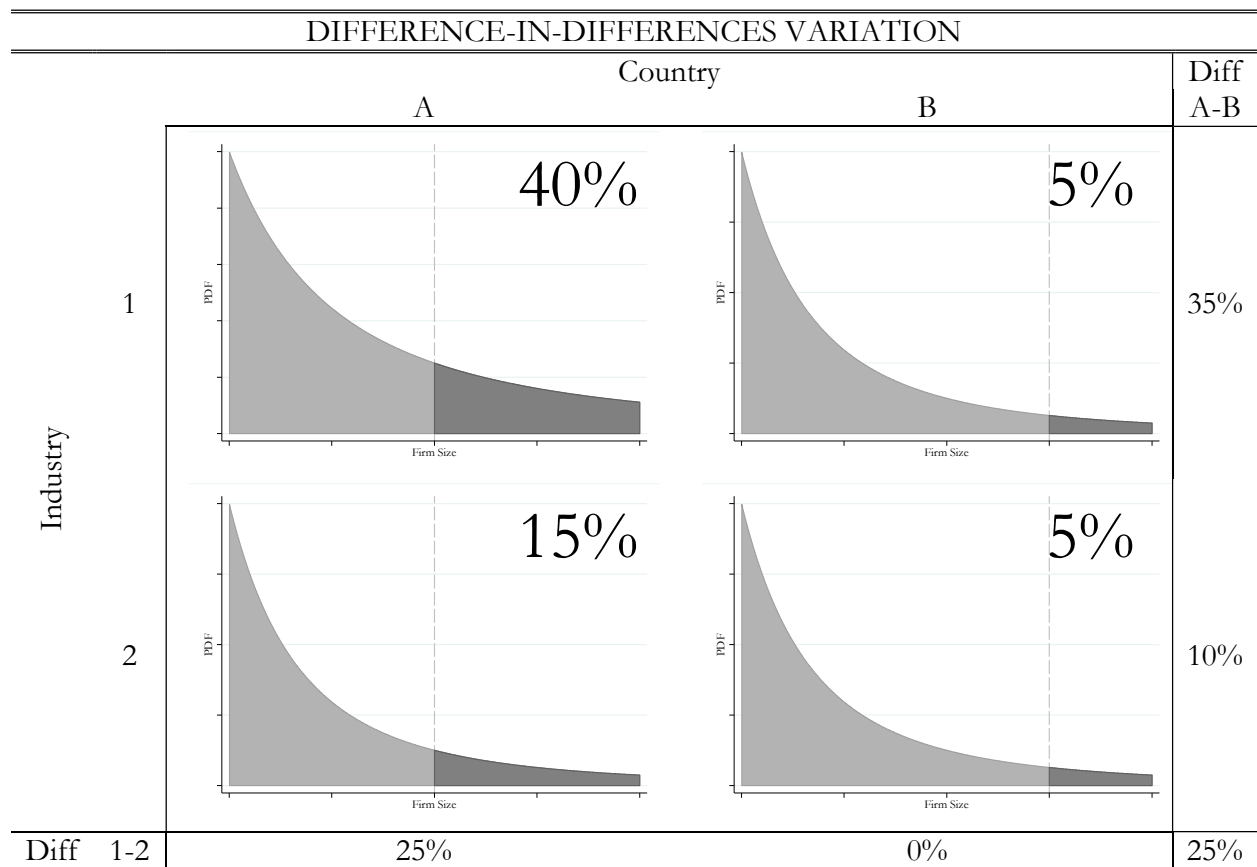 DIFFERENCE-IN-DIFFERENCES VARIATION
Country Diff
A B A-B
40% 5%
PDF PDF
1 35%
Firm Size Firm Size
Industry
15% 5%
PDF PDF
2 10%
Firm Size Firm Size
Diff 1-2 25% 0% 25%